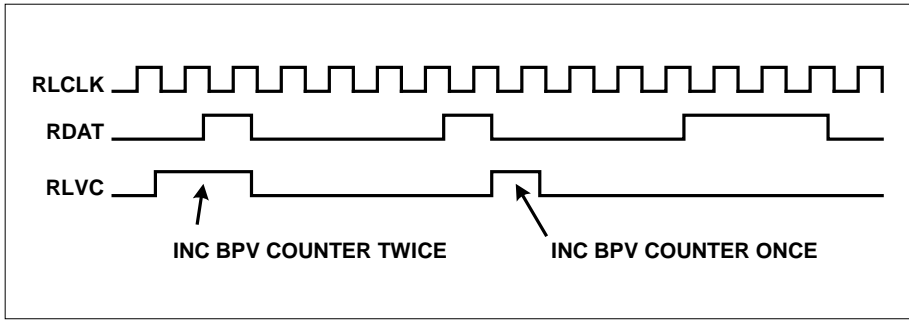 RLCLK
RDAT
RLVC
INC BPV COUNTER TWICE
INC BPV COUNTER ONCE